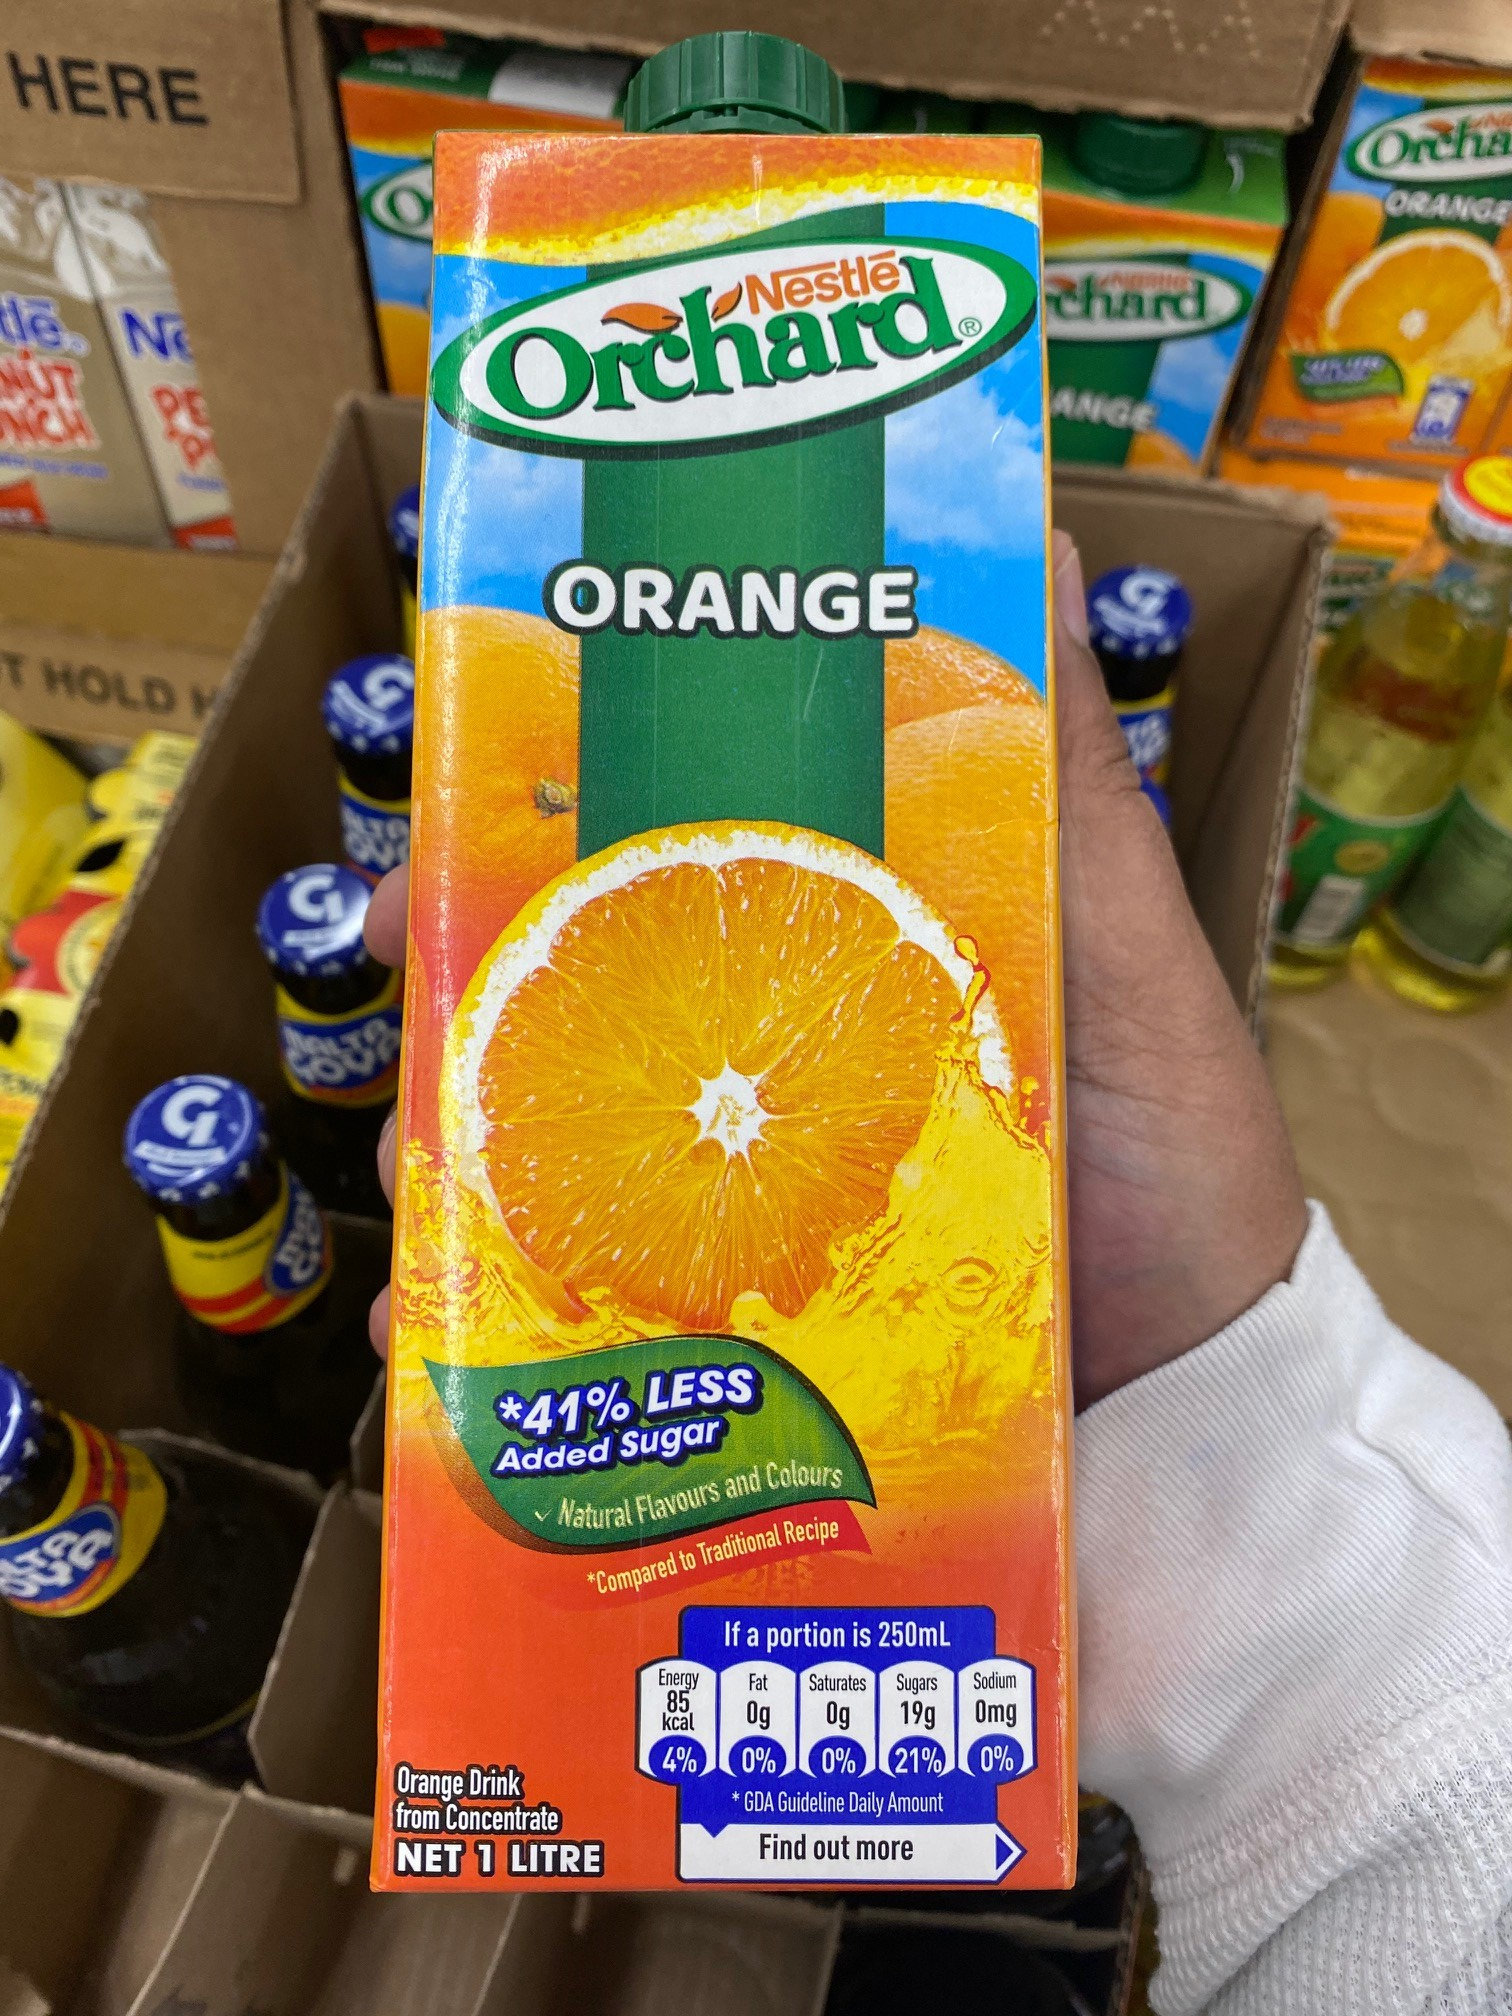 HERE
Nestlé
Orchard®
ORANGE
*41% LESS
Added Sugar
✓ Natural Flavours and Colours
*Compared to Traditional Recipe
If a portion is 250mL
Energy
85
kcal
4%
Fat
0g
0%
Saturates
0g
0%
Sugars
19g
21%
Sodium
0mg
0%
* GDA Guideline Daily Amount
Find out more
Orange Drink
from Concentrate
NET 1 LITRE
HOLD
ORANGE
G
G
G
G